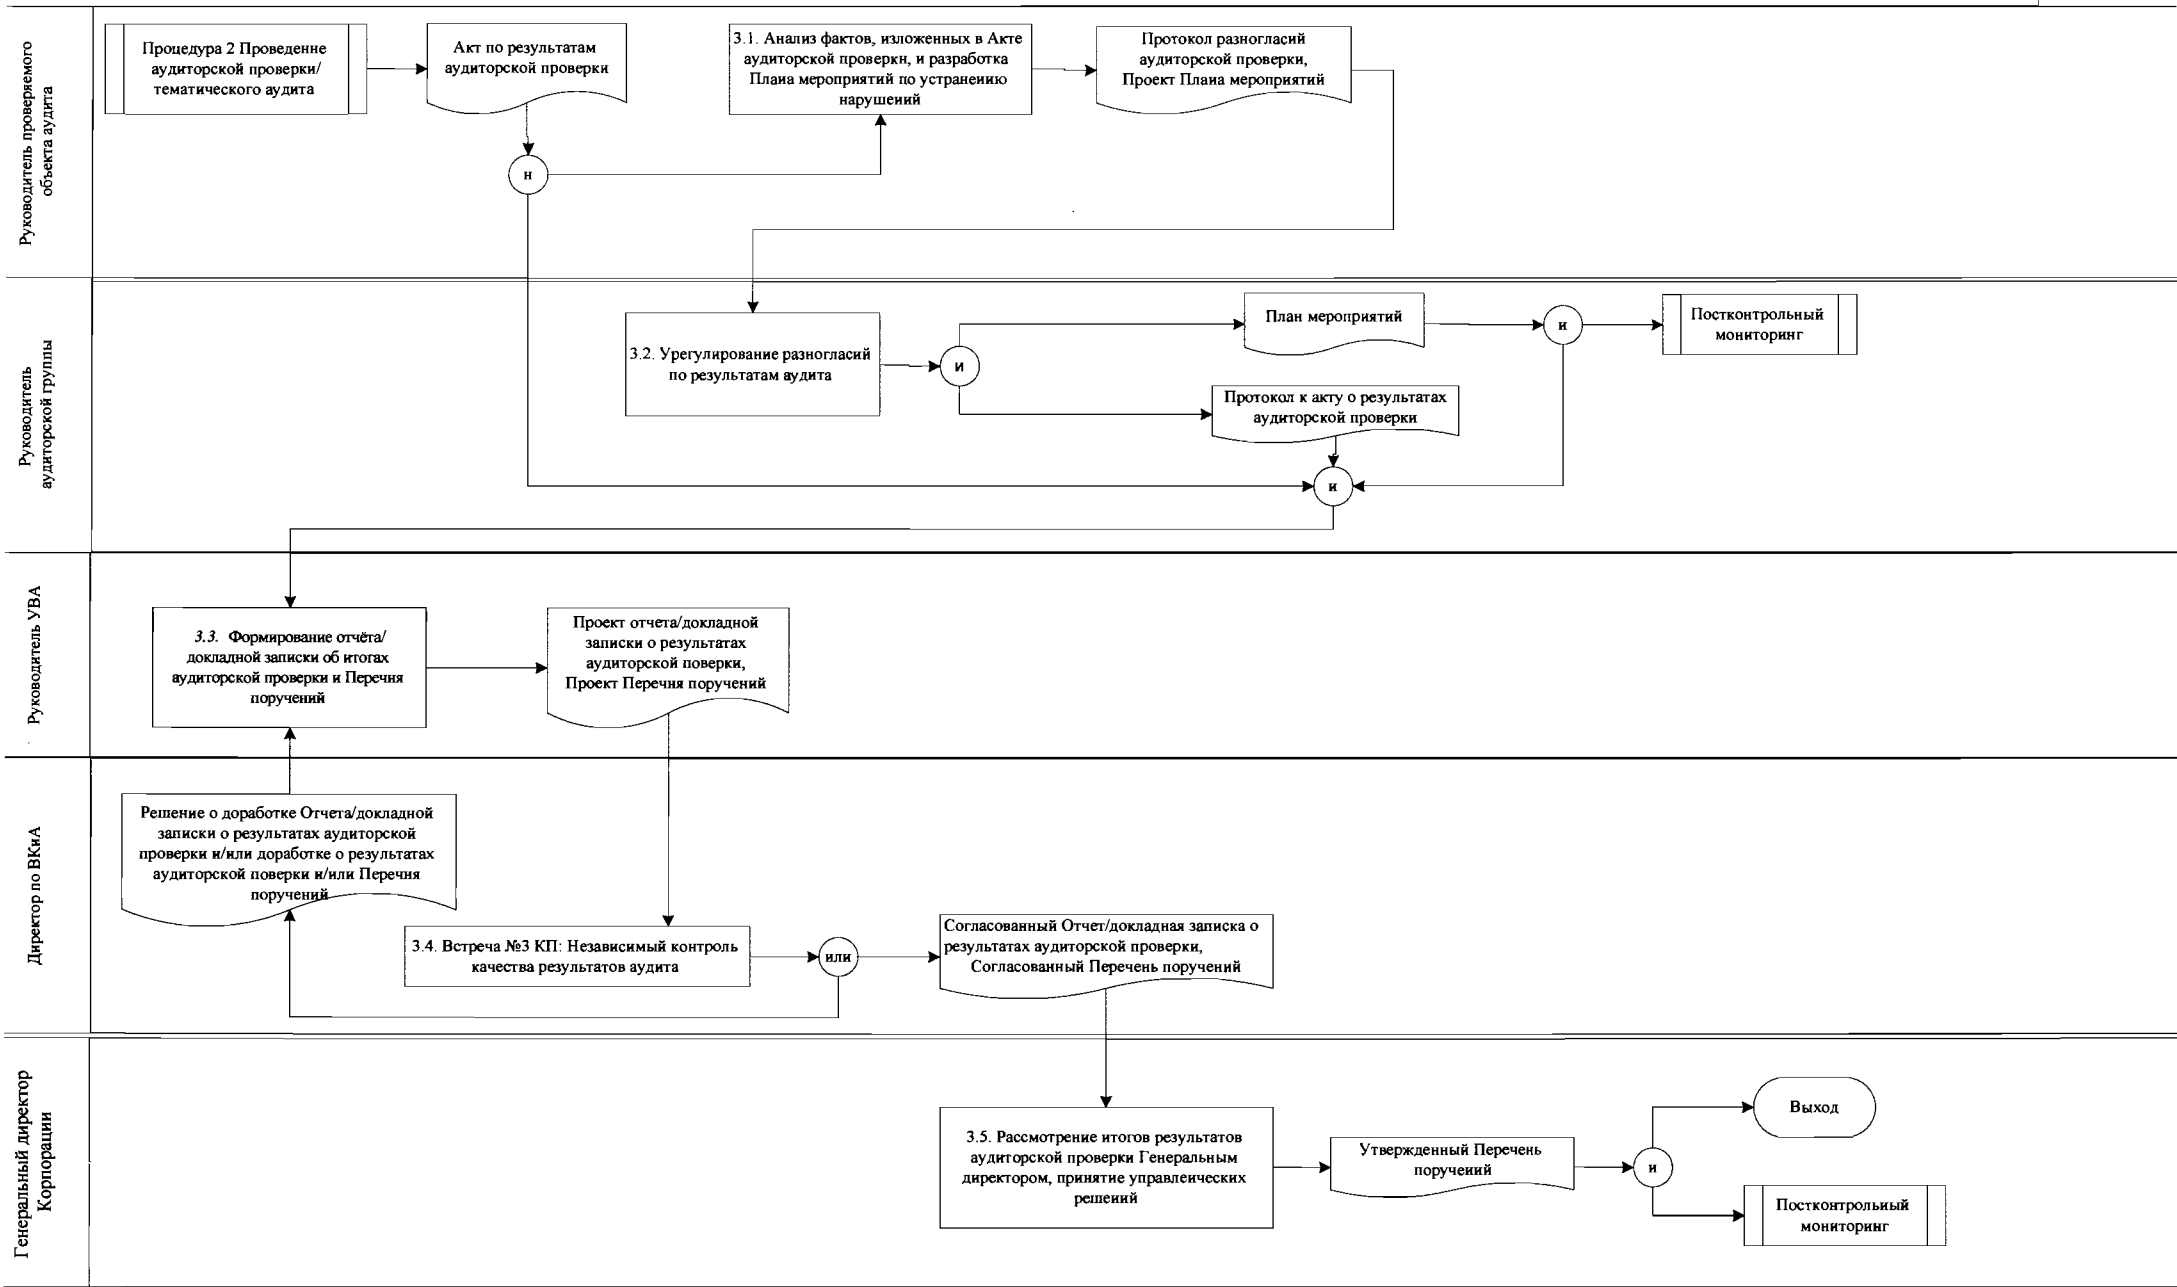 Руководитель проверяемого
объекта аудита
Процедура 2 Проведение
аудиторской проверки/
тематического аудита
Акт по результатам
аудиторской проверки
3.1. Анализ фактов, изложенных в Акте
аудиторской проверки, и разработка
Плана мероприятий по устранению
нарушений
Протокол разногласий
аудиторской проверки,
Проект Плана мероприятий
и
Руководитель
аудиторской группы
3.2. Урегулирование разногласий
по результатам аудита
и
План мероприятий
и
Постконтрольный
мониторинг
Протокол к акту о результатах
аудиторской проверки
и
Руководитель УВА
3.3. Формирование отчёта/
докладной записки об итогах
аудиторской проверки и Перечня
поручений
Проект отчета/докладной
записки о результатах
аудиторской поверки,
Проект Перечня поручений
Директор по ВКиА
Решение о доработке Отчета/докладной
записки о результатах аудиторской
проверки и/или доработке о результатах
аудиторской поверки и/или Перечня
поручений
3.4. Встреча №3 КП: Независимый контроль
качества результатов аудита
или
Согласованный Отчет/докладная записка о
результатах аудиторской проверки,
Согласованный Перечень поручений
Генеральный директор
Корпорации
3.5. Рассмотрение итогов результатов
аудиторской проверки Генеральным
директором, принятие управлеических
решений
Утвержденный Перечень
поручений
и
Выход
Постконтрольный
мониторинг